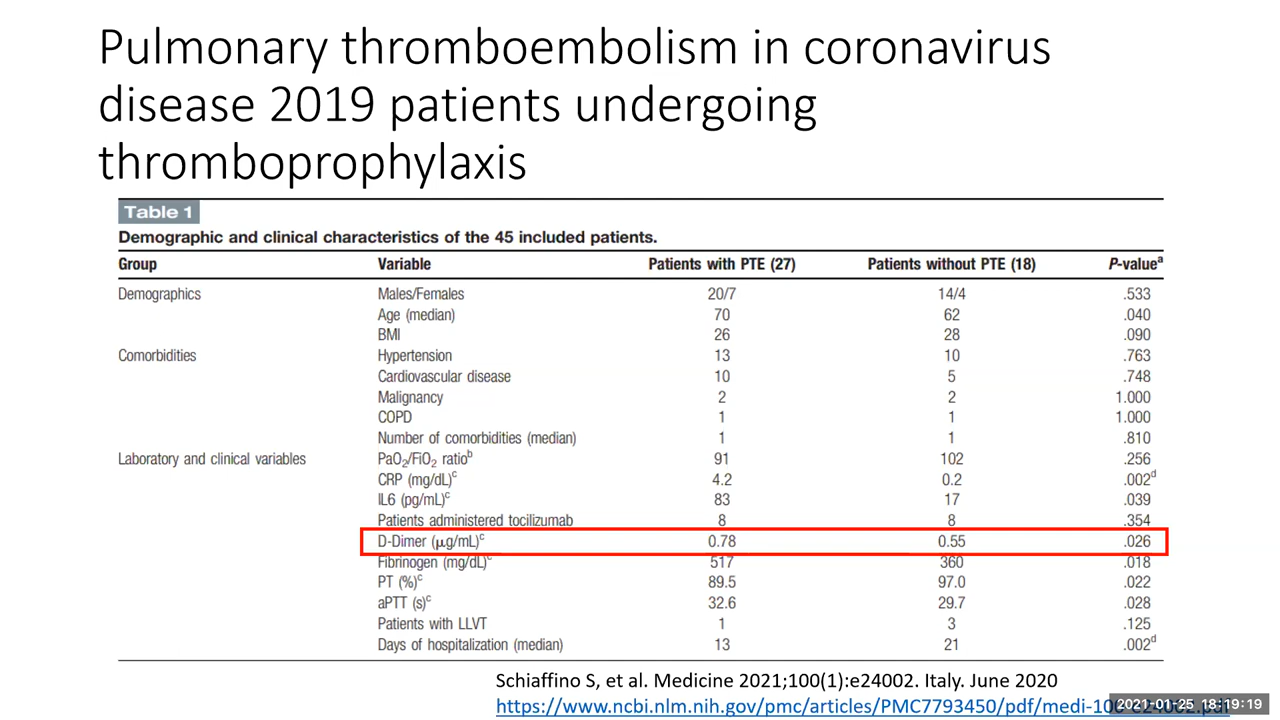 Pulmonary thromboembolism in coronavirus
disease 2019 patients undergoing
thromboprophylaxis
Table 1
Demographic and clinical characteristics of the 45 included patients.
Group Variable Patients with PTE (27) Patients without PTE (18) P-valueᵃ
Demographics Males/Females 20/7 14/4 .533
Age (median) 70 62 .040
BMI 26 28 .090
Comorbidities Hypertension 13 10 .763
Cardiovascular disease 10 5 .748
Malignancy 2 2 1.000
COPD 1 1 1.000
Number of comorbidities (median) 1 1 .810
Laboratory and clinical variables PaO₂/FiO₂ ratioᵇ 91 102 .256
CRP (mg/dL)ᶜ 4.2 0.2 .002ᵈ
IL6 (pg/mL)ᶜ 83 17 .039
Patients administered tocilizumab 8 8 .354
D-Dimer (μg/mL)ᶜ 0.78 0.55 .026
Fibrinogen (mg/dL)ᶜ 517 360 .018
PT (%)ᶜ 89.5 97.0 .022
aPTT (s)ᶜ 32.6 29.7 .028
Patients with LLVT 1 3 .125
Days of hospitalization (median) 13 21 .002ᵈ
Schiaffino S, et al. Medicine 2021;100(1):e24002. Italy. June 2020
https://www.ncbi.nlm.nih.gov/pmc/articles/PMC7793450/pdf/medi-10
2021-01-25 18:19:19